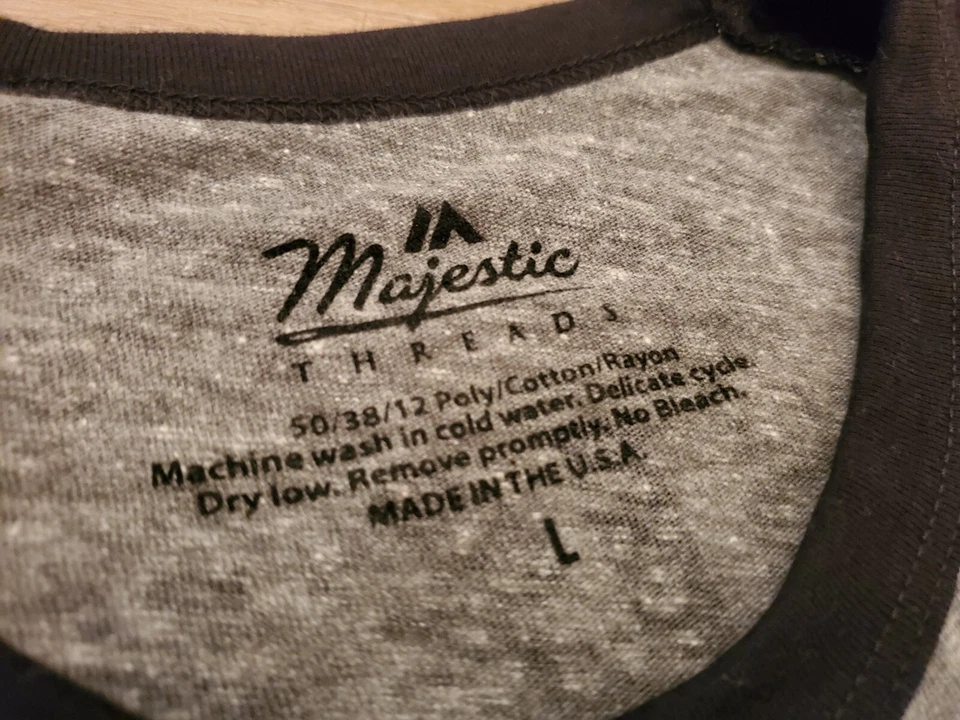 Majestic
THREADS
50/38/12 Poly/Cotton/Rayon
Machine wash in cold water. Delicate cycle.
Dry low. Remove promptly. No Bleach.
MADE IN THE U.S.A.
L